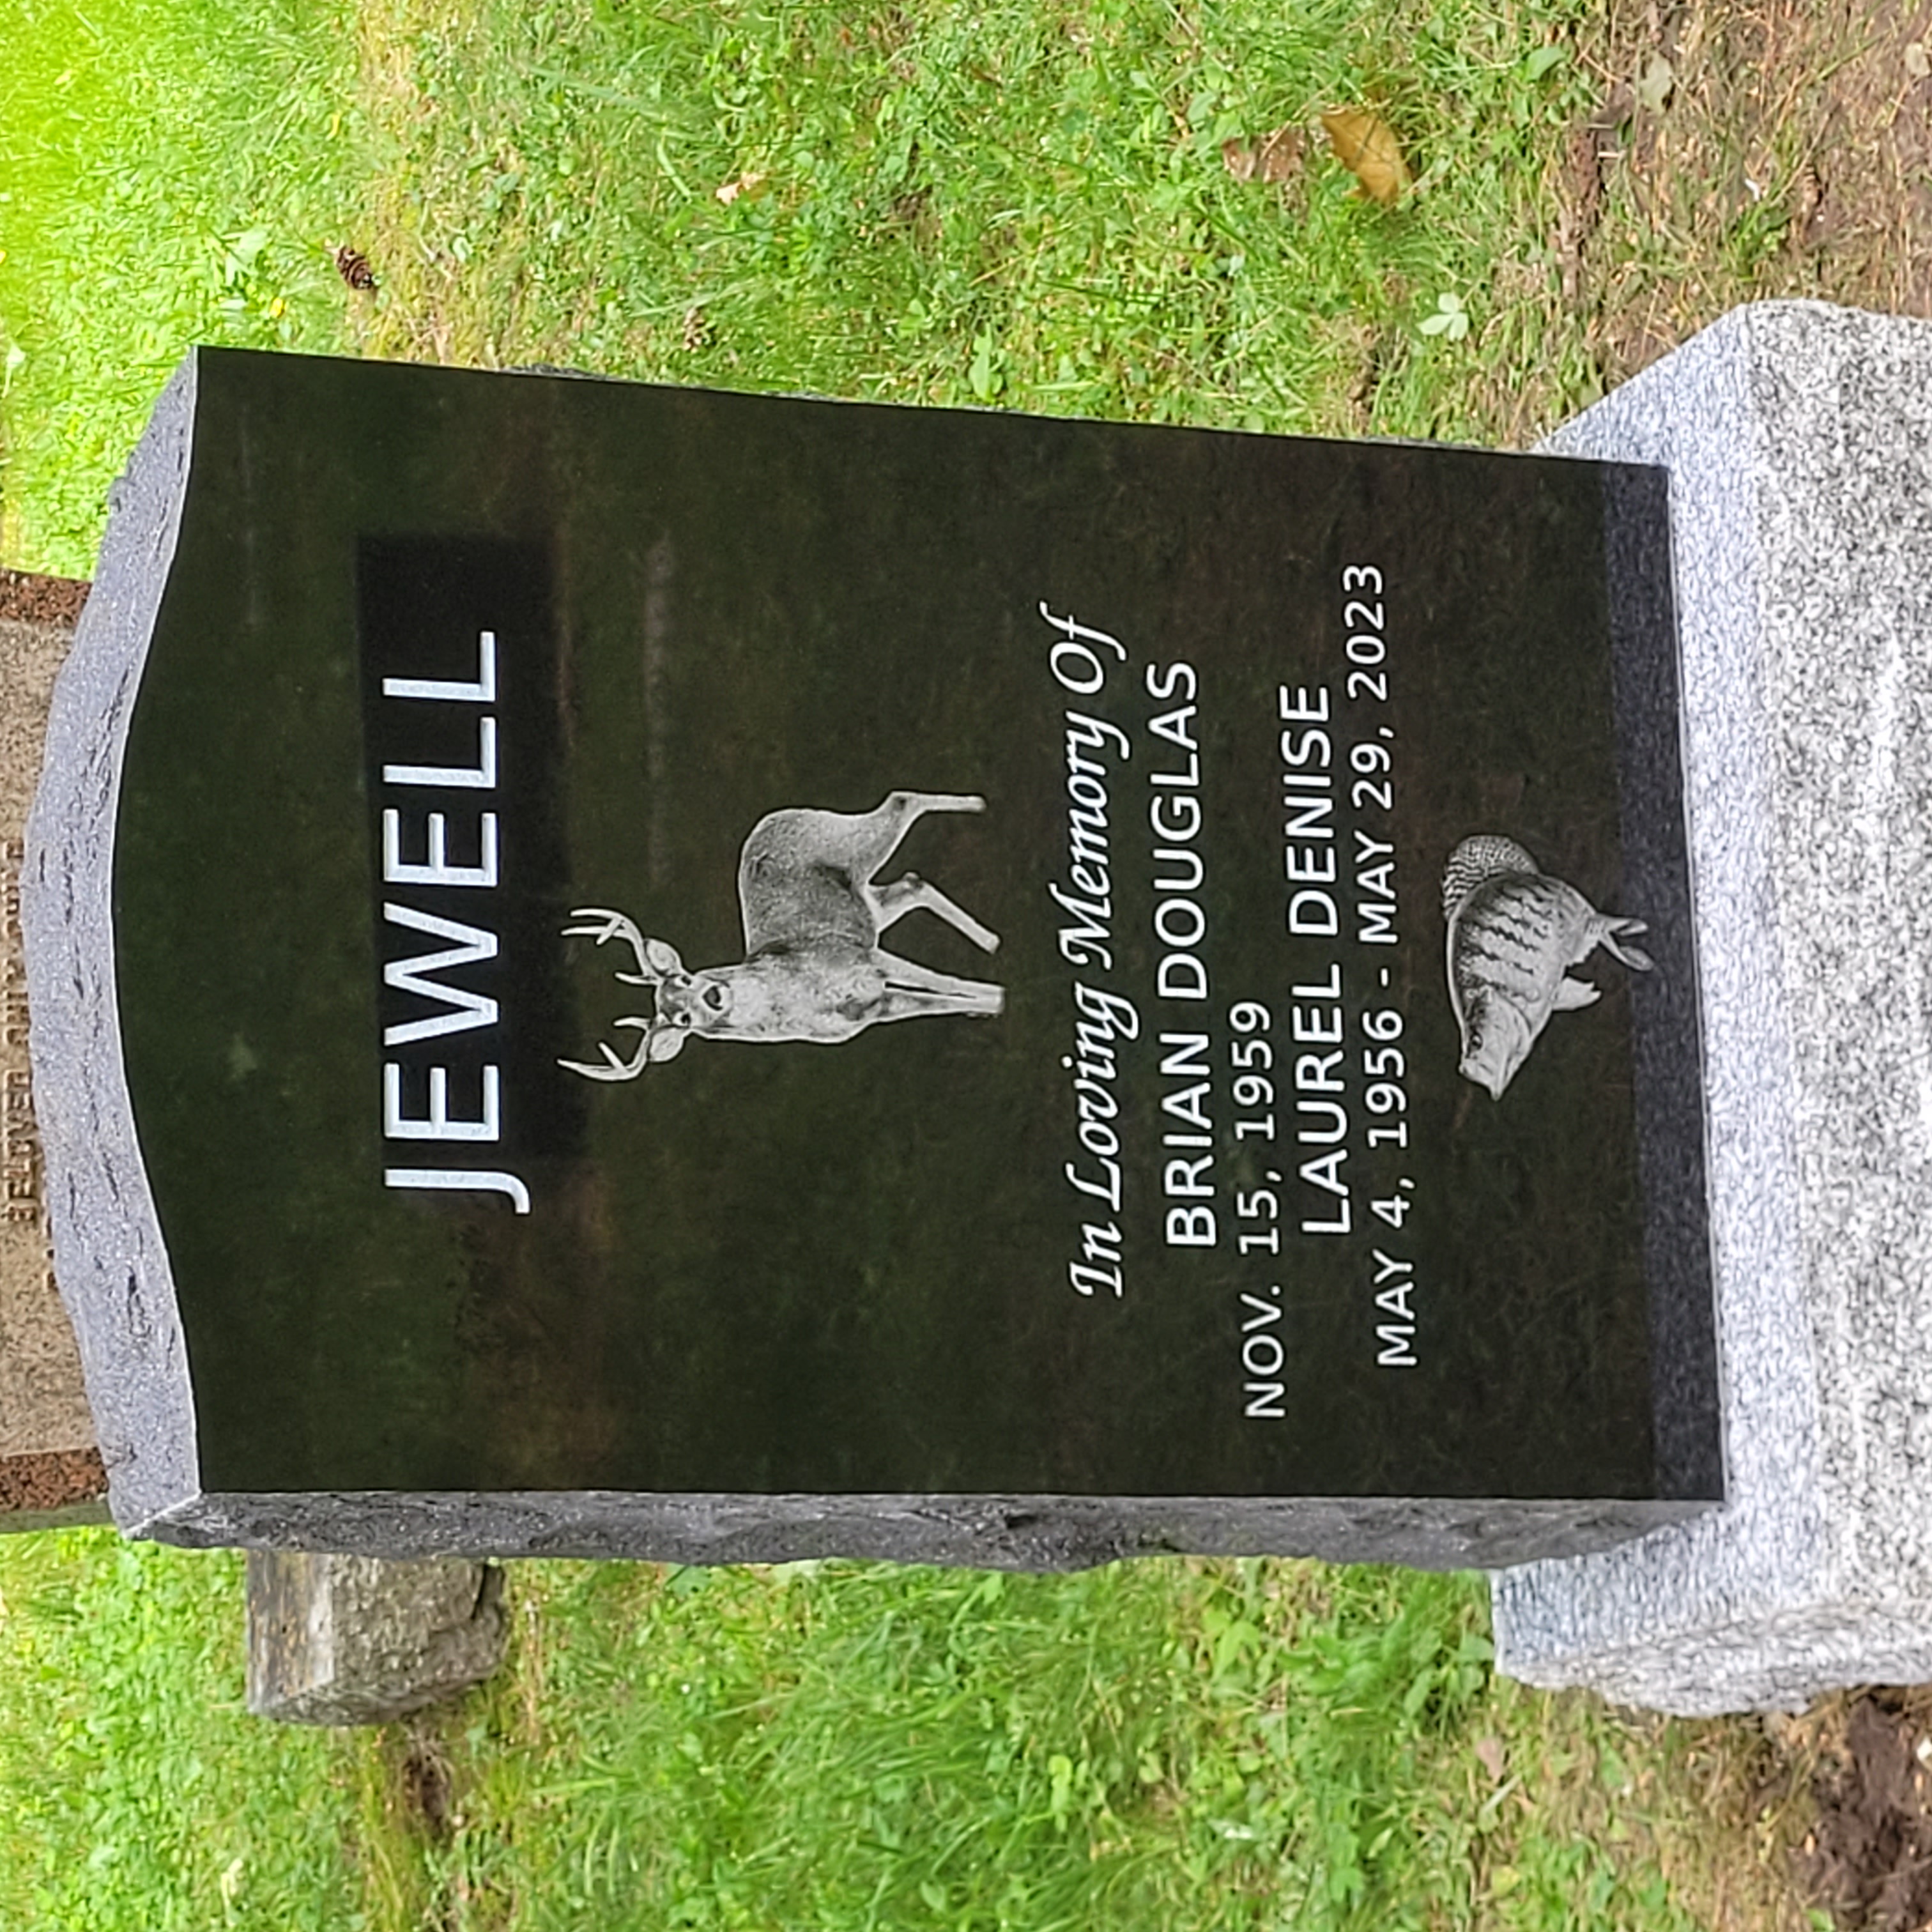 JEWELL
In Loving Memory Of
BRIAN DOUGLAS
NOV. 15, 1959
LAUREL DENISE
MAY 4, 1956 - MAY 29, 2023